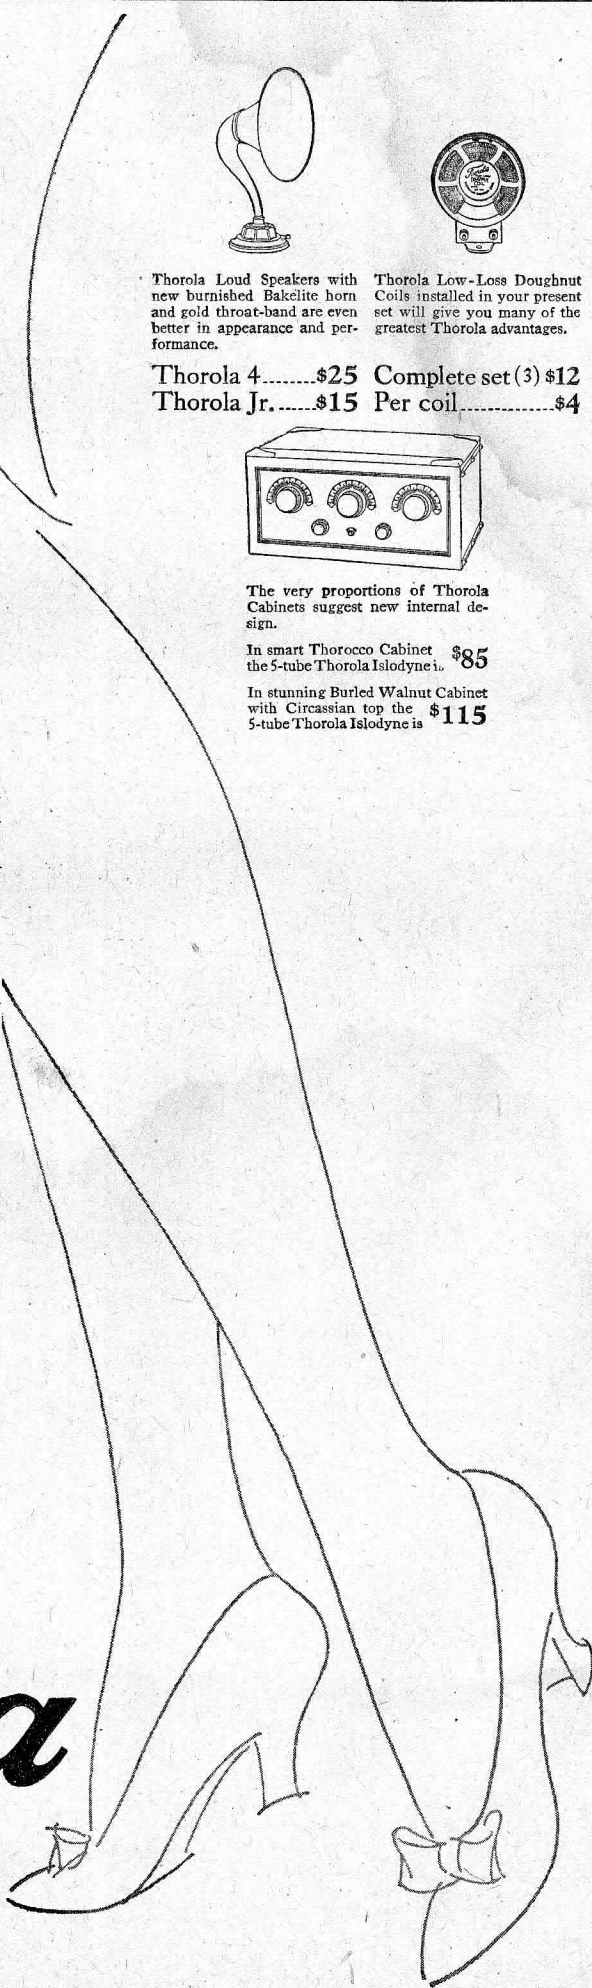 Thorola Loud Speakers with
new burnished Bakelite horn
and gold throat-band are even
better in appearance and per-
formance.
Thorola 4........$25
Thorola Jr.......$15
Thorola Low-Loss Doughnut
Coils installed in your present
set will give you many of the
greatest Thorola advantages.
Complete set (3) $12
Per coil..............$4
The very proportions of Thorola
Cabinets suggest new internal de-
sign.
In smart Thorocco Cabinet
the 5-tube Thorola Islodyne is $85
In stunning Burled Walnut Cabinet
with Circassian top the
5-tube Thorola Islodyne is $115
a